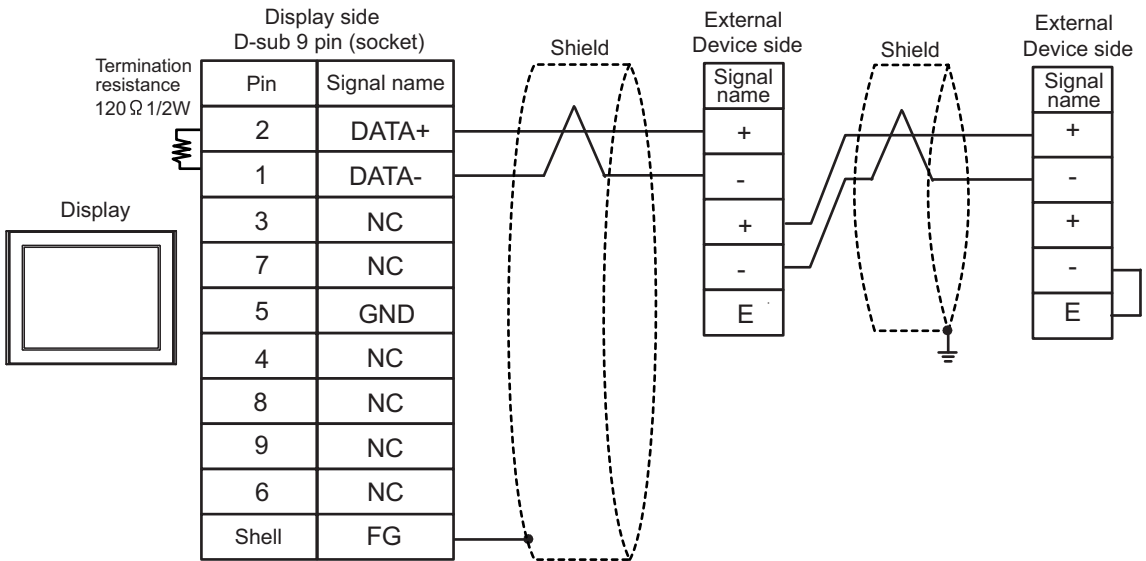 Display side
D-sub 9 pin (socket)
Termination
resistance
120Ω 1/2W
Display
Pin Signal name
2 DATA+
1 DATA-
3 NC
7 NC
5 GND
4 NC
8 NC
9 NC
6 NC
Shell FG
Shield
External
Device side
Signal
name
+
-
+
-
E
Shield
External
Device side
Signal
name
+
-
+
-
E